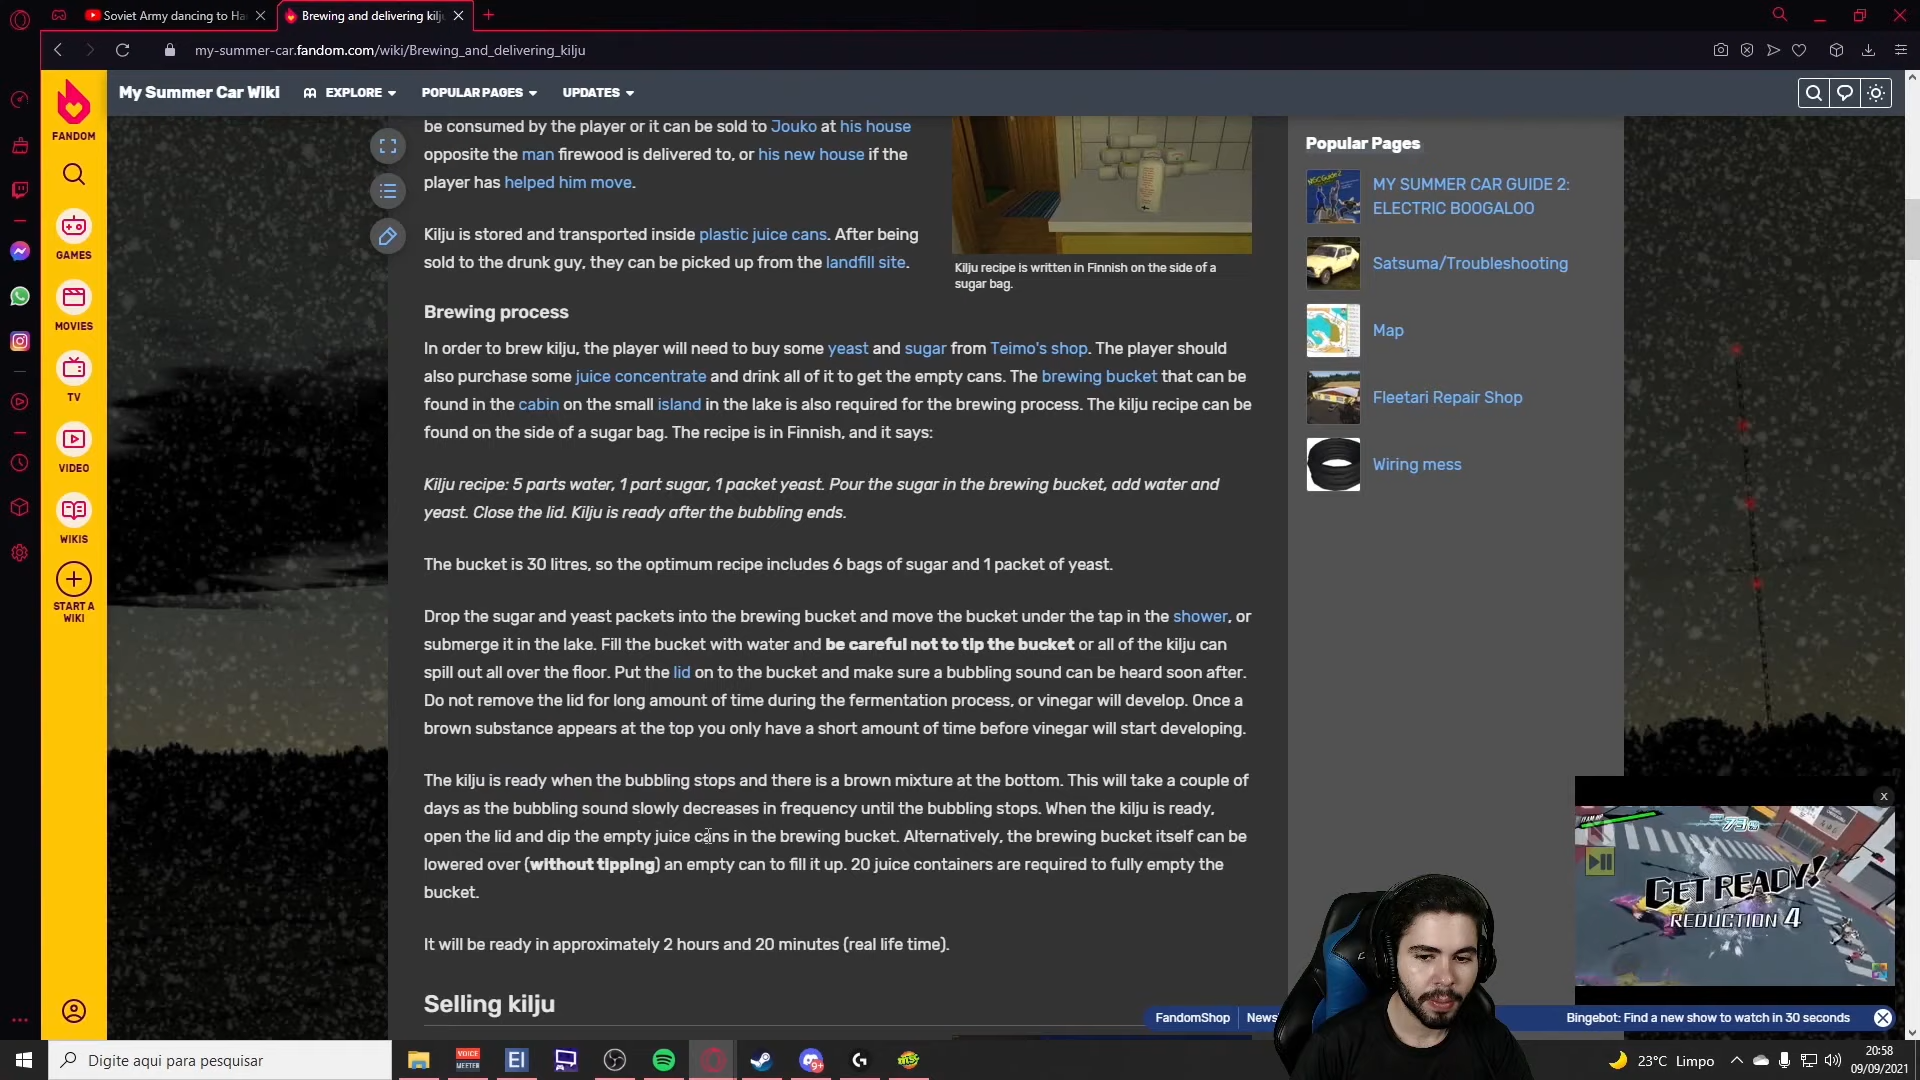 Soviet Army dancing to Ha
Brewing and delivering kilj
my-summer-car.fandom.com/wiki/Brewing_and_delivering_kilju
FANDOM
GAMES
MOVIES
TV
VIDEO
WIKIS
START A
WIKI
My Summer Car Wiki
EXPLORE
POPULAR PAGES
UPDATES
be consumed by the player or it can be sold to Jouko at his house
opposite the man firewood is delivered to, or his new house if the
player has helped him move.
Kilju is stored and transported inside plastic juice cans. After being
sold to the drunk guy, they can be picked up from the landfill site.
Kilju recipe is written in Finnish on the side of a
sugar bag.
Brewing process
In order to brew kilju, the player will need to buy some yeast and sugar from Teimo's shop. The player should
also purchase some juice concentrate and drink all of it to get the empty cans. The brewing bucket that can be
found in the cabin on the small island in the lake is also required for the brewing process. The kilju recipe can be
found on the side of a sugar bag. The recipe is in Finnish, and it says:
Kilju recipe: 5 parts water, 1 part sugar, 1 packet yeast. Pour the sugar in the brewing bucket, add water and
yeast. Close the lid. Kilju is ready after the bubbling ends.
The bucket is 30 litres, so the optimum recipe includes 6 bags of sugar and 1 packet of yeast.
Drop the sugar and yeast packets into the brewing bucket and move the bucket under the tap in the shower, or
submerge it in the lake. Fill the bucket with water and be careful not to tip the bucket or all of the kilju can
spill out all over the floor. Put the lid on to the bucket and make sure a bubbling sound can be heard soon after.
Do not remove the lid for long amount of time during the fermentation process, or vinegar will develop. Once a
brown substance appears at the top you only have a short amount of time before vinegar will start developing.
The kilju is ready when the bubbling stops and there is a brown mixture at the bottom. This will take a couple of
days as the bubbling sound slowly decreases in frequency until the bubbling stops. When the kilju is ready,
open the lid and dip the empty juice cans in the brewing bucket. Alternatively, the brewing bucket itself can be
lowered over (without tipping) an empty can to fill it up. 20 juice containers are required to fully empty the
bucket.
It will be ready in approximately 2 hours and 20 minutes (real life time).
Selling kilju
Popular Pages
MY SUMMER CAR GUIDE 2:
ELECTRIC BOOGALOO
Satsuma/Troubleshooting
Map
Fleetari Repair Shop
Wiring mess
GET READY!
REDUCTION 4
FandomShop
News
Bingebot: Find a new show to watch in 30 seconds
Digite aqui para pesquisar
VOICE
MEETER
EI
9+
23°C Limpo
20:58
09/09/2021